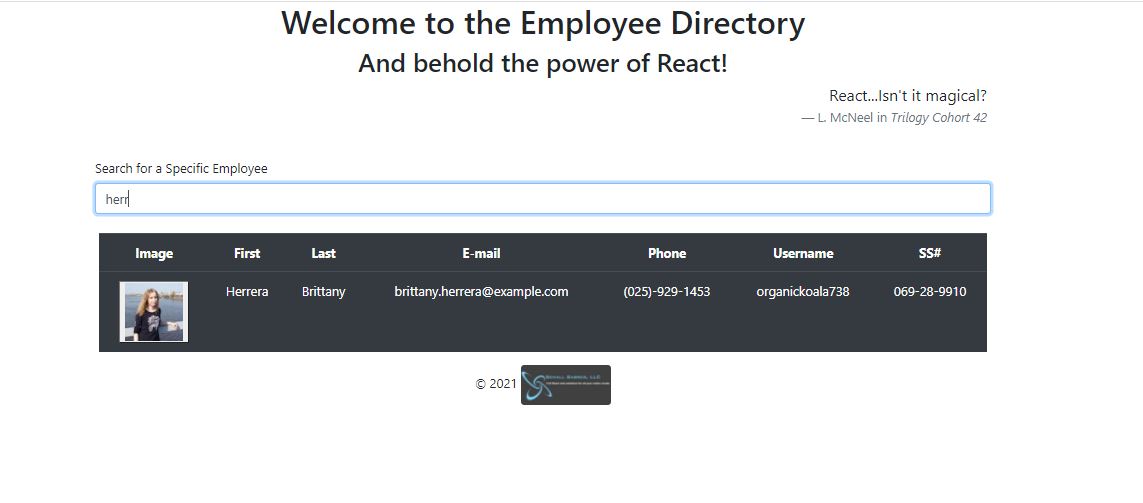 Welcome to the Employee Directory
And behold the power of React!
React...Isn't it magical?
— L. McNeel in Trilogy Cohort 42
Search for a Specific Employee
herr
Image First Last E-mail Phone Username SS#
Herrera Brittany brittany.herrera@example.com (025)-929-1453 organickoala738 069-28-9910
© 2021